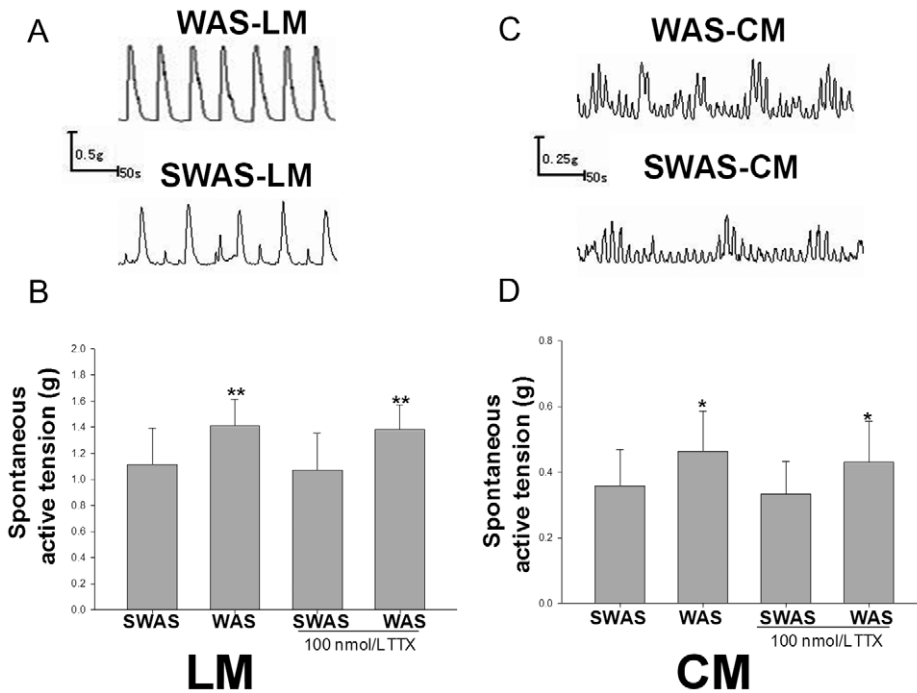 A
WAS-LM
0.5g
50s
SWAS-LM
C
WAS-CM
0.25g
50s
SWAS-CM
B
Spontaneous
active tension (g)
2.0
1.8
1.6
1.4
1.2
1.0
0.8
0.6
0.4
0.2
0.0
**
**
SWAS WAS SWAS WAS
100 nmol/LTTX
LM
D
Spontaneous
active tension (g)
0.8
0.6
0.4
0.2
0.0
*
*
SWAS WAS SWAS WAS
100 nmol/LTTX
CM